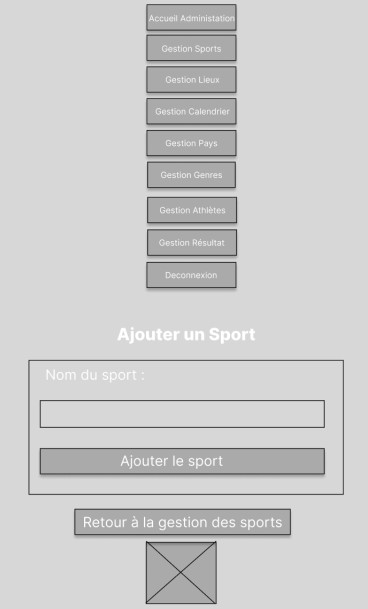 Accueil Administation
Gestion Sports
Gestion Lieux
Gestion Calendrier
Gestion Pays
Gestion Genres
Gestion Athlètes
Gestion Résultat
Deconnexion
Ajouter un Sport
Nom du sport :
Ajouter le sport
Retour à la gestion des sports